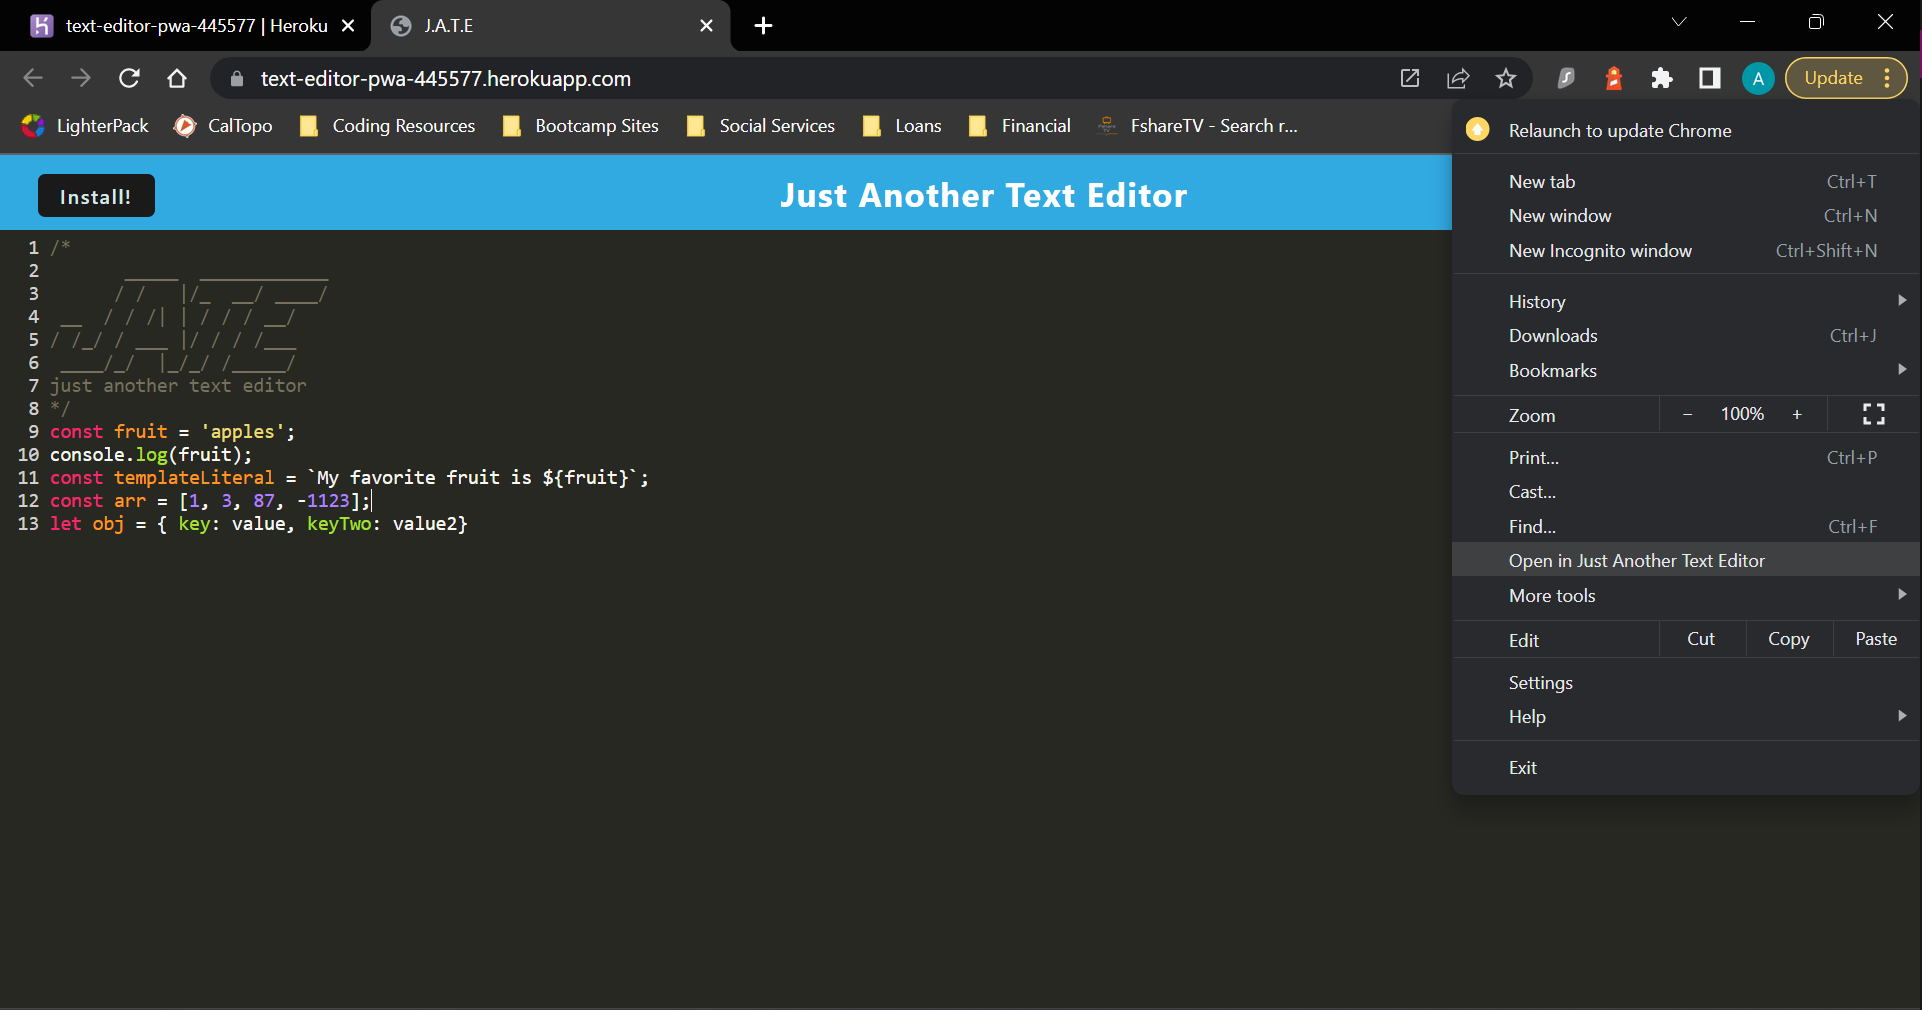 text-editor-pwa-445577 | Heroku
J.A.T.E
text-editor-pwa-445577.herokuapp.com
A
Update
LighterPack
CalTopo
Coding Resources
Bootcamp Sites
Social Services
Loans
Financial
FshareTV - Search r...
Install!
Just Another Text Editor
1 /*
2
3
4
5
6
7 just another text editor
8 */
9 const fruit = 'apples';
10 console.log(fruit);
11 const templateLiteral = `My favorite fruit is ${fruit}`;
12 const arr = [1, 3, 87, -1123];
13 let obj = { key: value, keyTwo: value2}
Relaunch to update Chrome
New tab Ctrl+T
New window Ctrl+N
New Incognito window Ctrl+Shift+N
History
Downloads Ctrl+J
Bookmarks
Zoom − 100% +
Print... Ctrl+P
Cast...
Find... Ctrl+F
Open in Just Another Text Editor
More tools
Edit Cut Copy Paste
Settings
Help
Exit